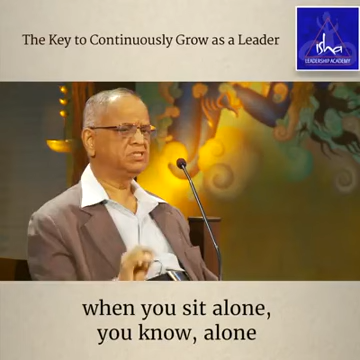 The Key to Continuously Grow as a Leader
isha
LEADERSHIP ACADEMY
when you sit alone,
you know, alone